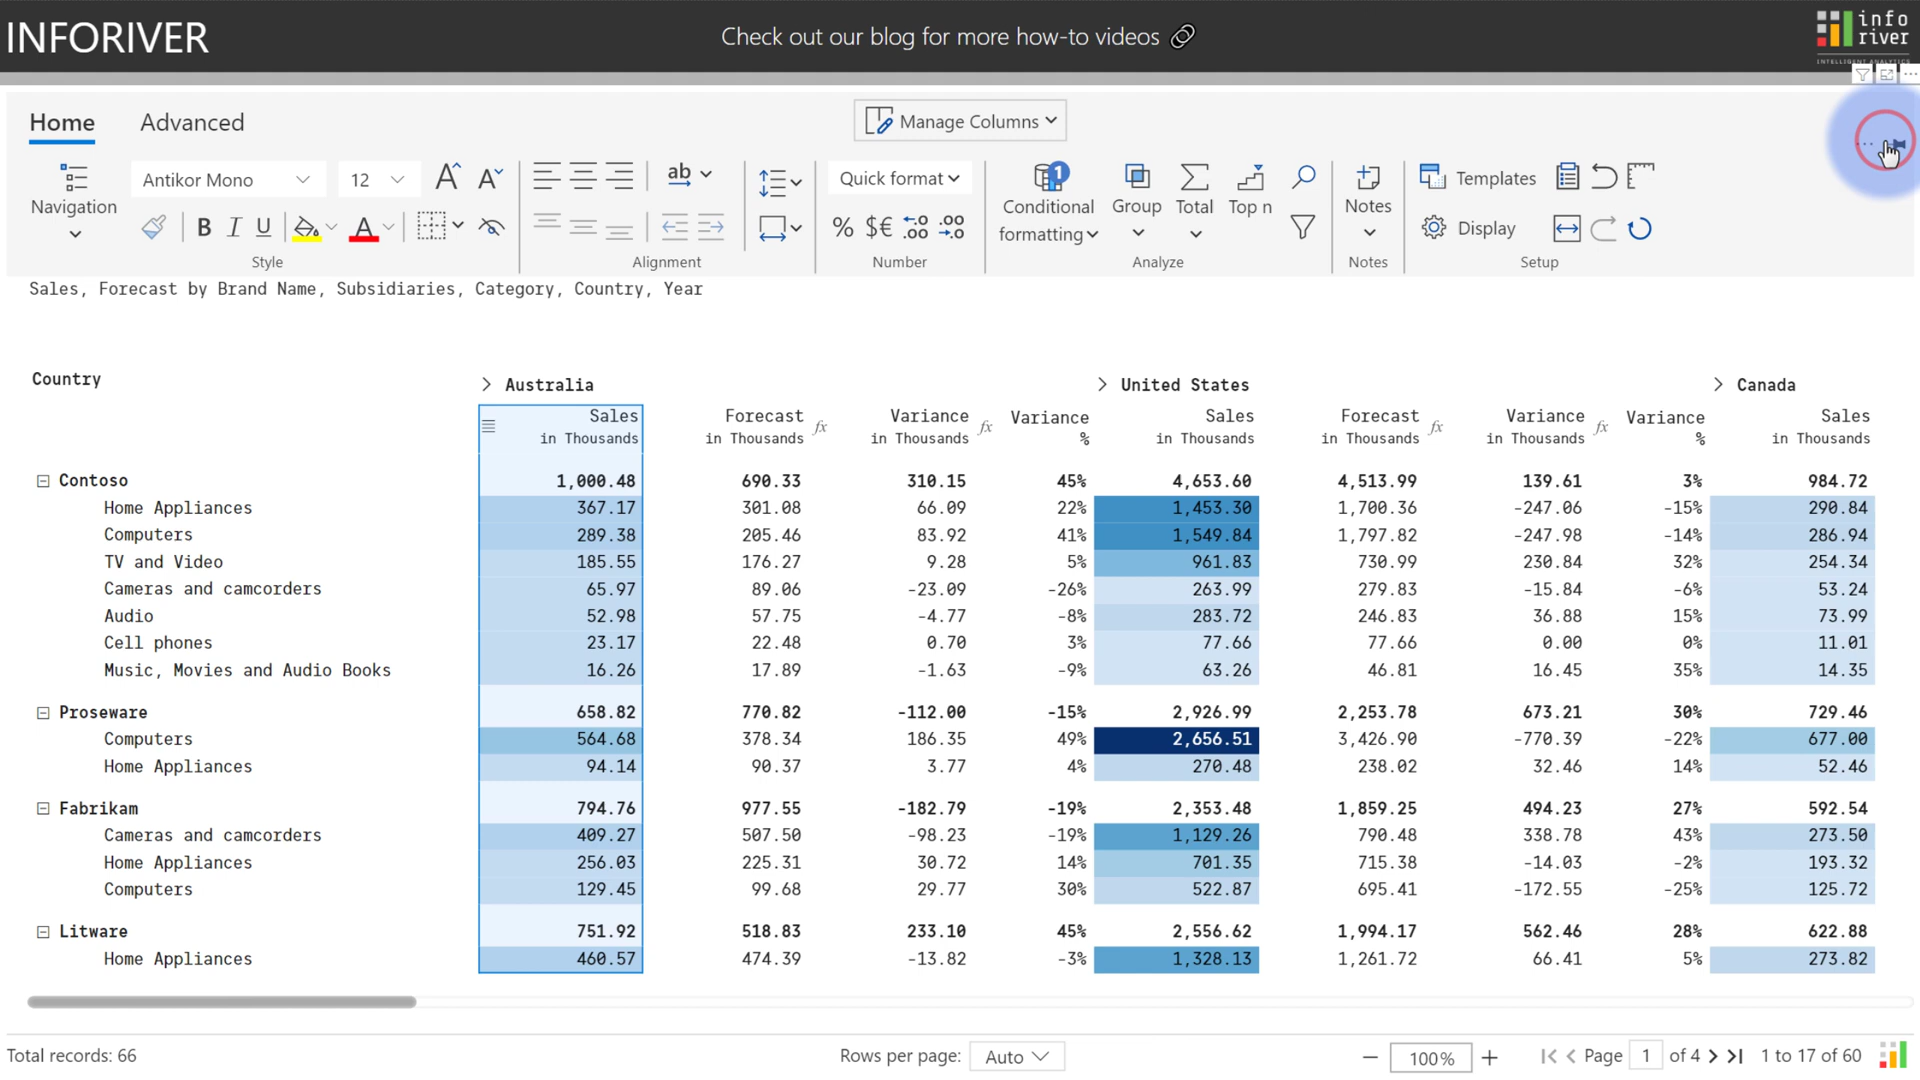 INFORIVER
Check out our blog for more how-to videos
info
river
INTELLIGENT ANALYTICS
Home
Advanced
Manage Columns
Navigation
Antikor Mono
12
A A
ab
Quick format
1
Conditional
formatting
Group
Total
Top n
Notes
Templates
B I U A
% $€ .00 .00
Display
Style
Alignment
Number
Analyze
Notes
Setup
Sales, Forecast by Brand Name, Subsidiaries, Category, Country, Year
Country Australia United States Canada
Sales Forecast fx Variance fx Variance Sales Forecast fx Variance fx Variance Sales
in Thousands in Thousands in Thousands % in Thousands in Thousands in Thousands % in Thousands
Contoso 1,000.48 690.33 310.15 45% 4,653.60 4,513.99 139.61 3% 984.72
Home Appliances 367.17 301.08 66.09 22% 1,453.30 1,700.36 -247.06 -15% 290.84
Computers 289.38 205.46 83.92 41% 1,549.84 1,797.82 -247.98 -14% 286.94
TV and Video 185.55 176.27 9.28 5% 961.83 730.99 230.84 32% 254.34
Cameras and camcorders 65.97 89.06 -23.09 -26% 263.99 279.83 -15.84 -6% 53.24
Audio 52.98 57.75 -4.77 -8% 283.72 246.83 36.88 15% 73.99
Cell phones 23.17 22.48 0.70 3% 77.66 77.66 0.00 0% 11.01
Music, Movies and Audio Books 16.26 17.89 -1.63 -9% 63.26 46.81 16.45 35% 14.35
Proseware 658.82 770.82 -112.00 -15% 2,926.99 2,253.78 673.21 30% 729.46
Computers 564.68 378.34 186.35 49% 2,656.51 3,426.90 -770.39 -22% 677.00
Home Appliances 94.14 90.37 3.77 4% 270.48 238.02 32.46 14% 52.46
Fabrikam 794.76 977.55 -182.79 -19% 2,353.48 1,859.25 494.23 27% 592.54
Cameras and camcorders 409.27 507.50 -98.23 -19% 1,129.26 790.48 338.78 43% 273.50
Home Appliances 256.03 225.31 30.72 14% 701.35 715.38 -14.03 -2% 193.32
Computers 129.45 99.68 29.77 30% 522.87 695.41 -172.55 -25% 125.72
Litware 751.92 518.83 233.10 45% 2,556.62 1,994.17 562.46 28% 622.88
Home Appliances 460.57 474.39 -13.82 -3% 1,328.13 1,261.72 66.41 5% 273.82
Total records: 66
Rows per page: Auto
100%
Page 1 of 4
1 to 17 of 60